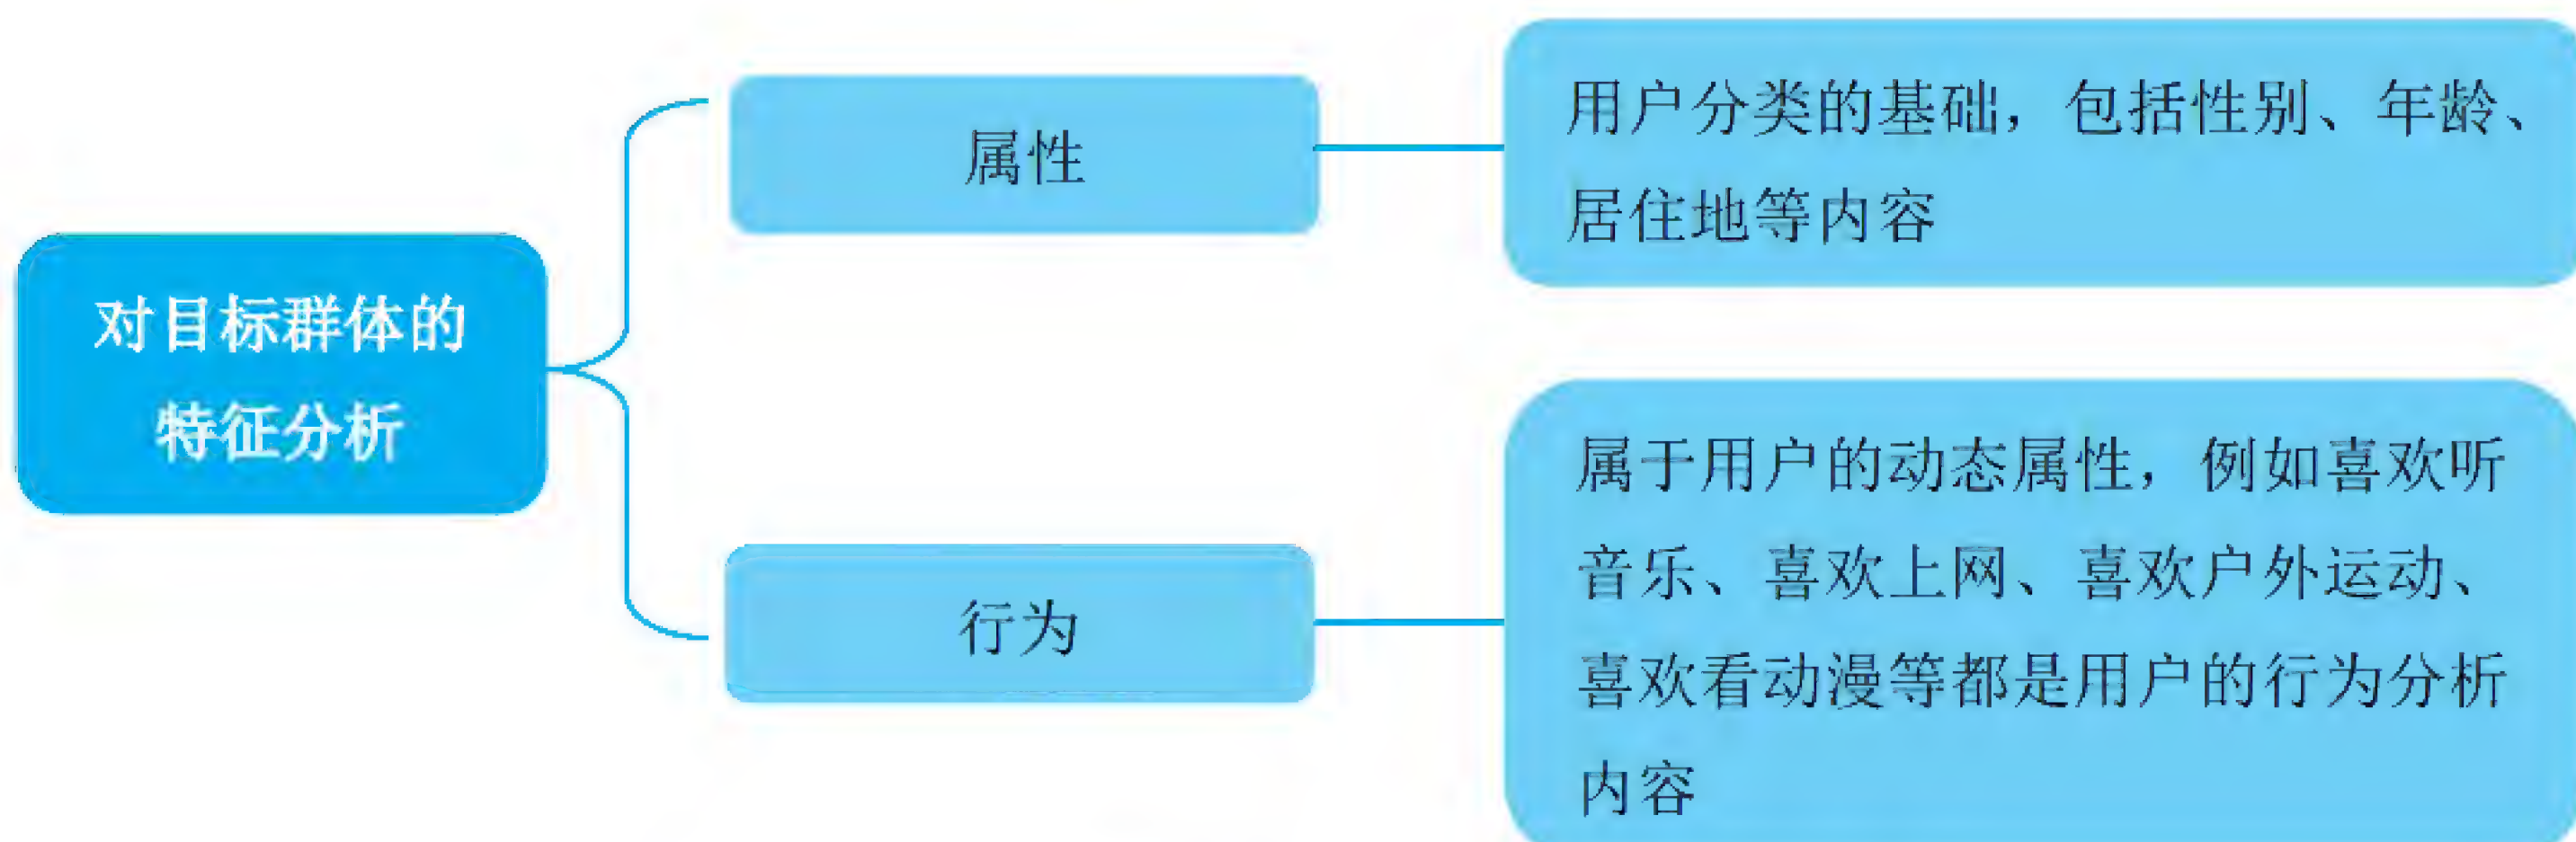 对目标群体的
特征分析
属性
用户分类的基础，包括性别、年龄、
居住地等内容
行为
属于用户的动态属性，例如喜欢听
音乐、喜欢上网、喜欢户外运动、
喜欢看动漫等都是用户的行为分析
内容